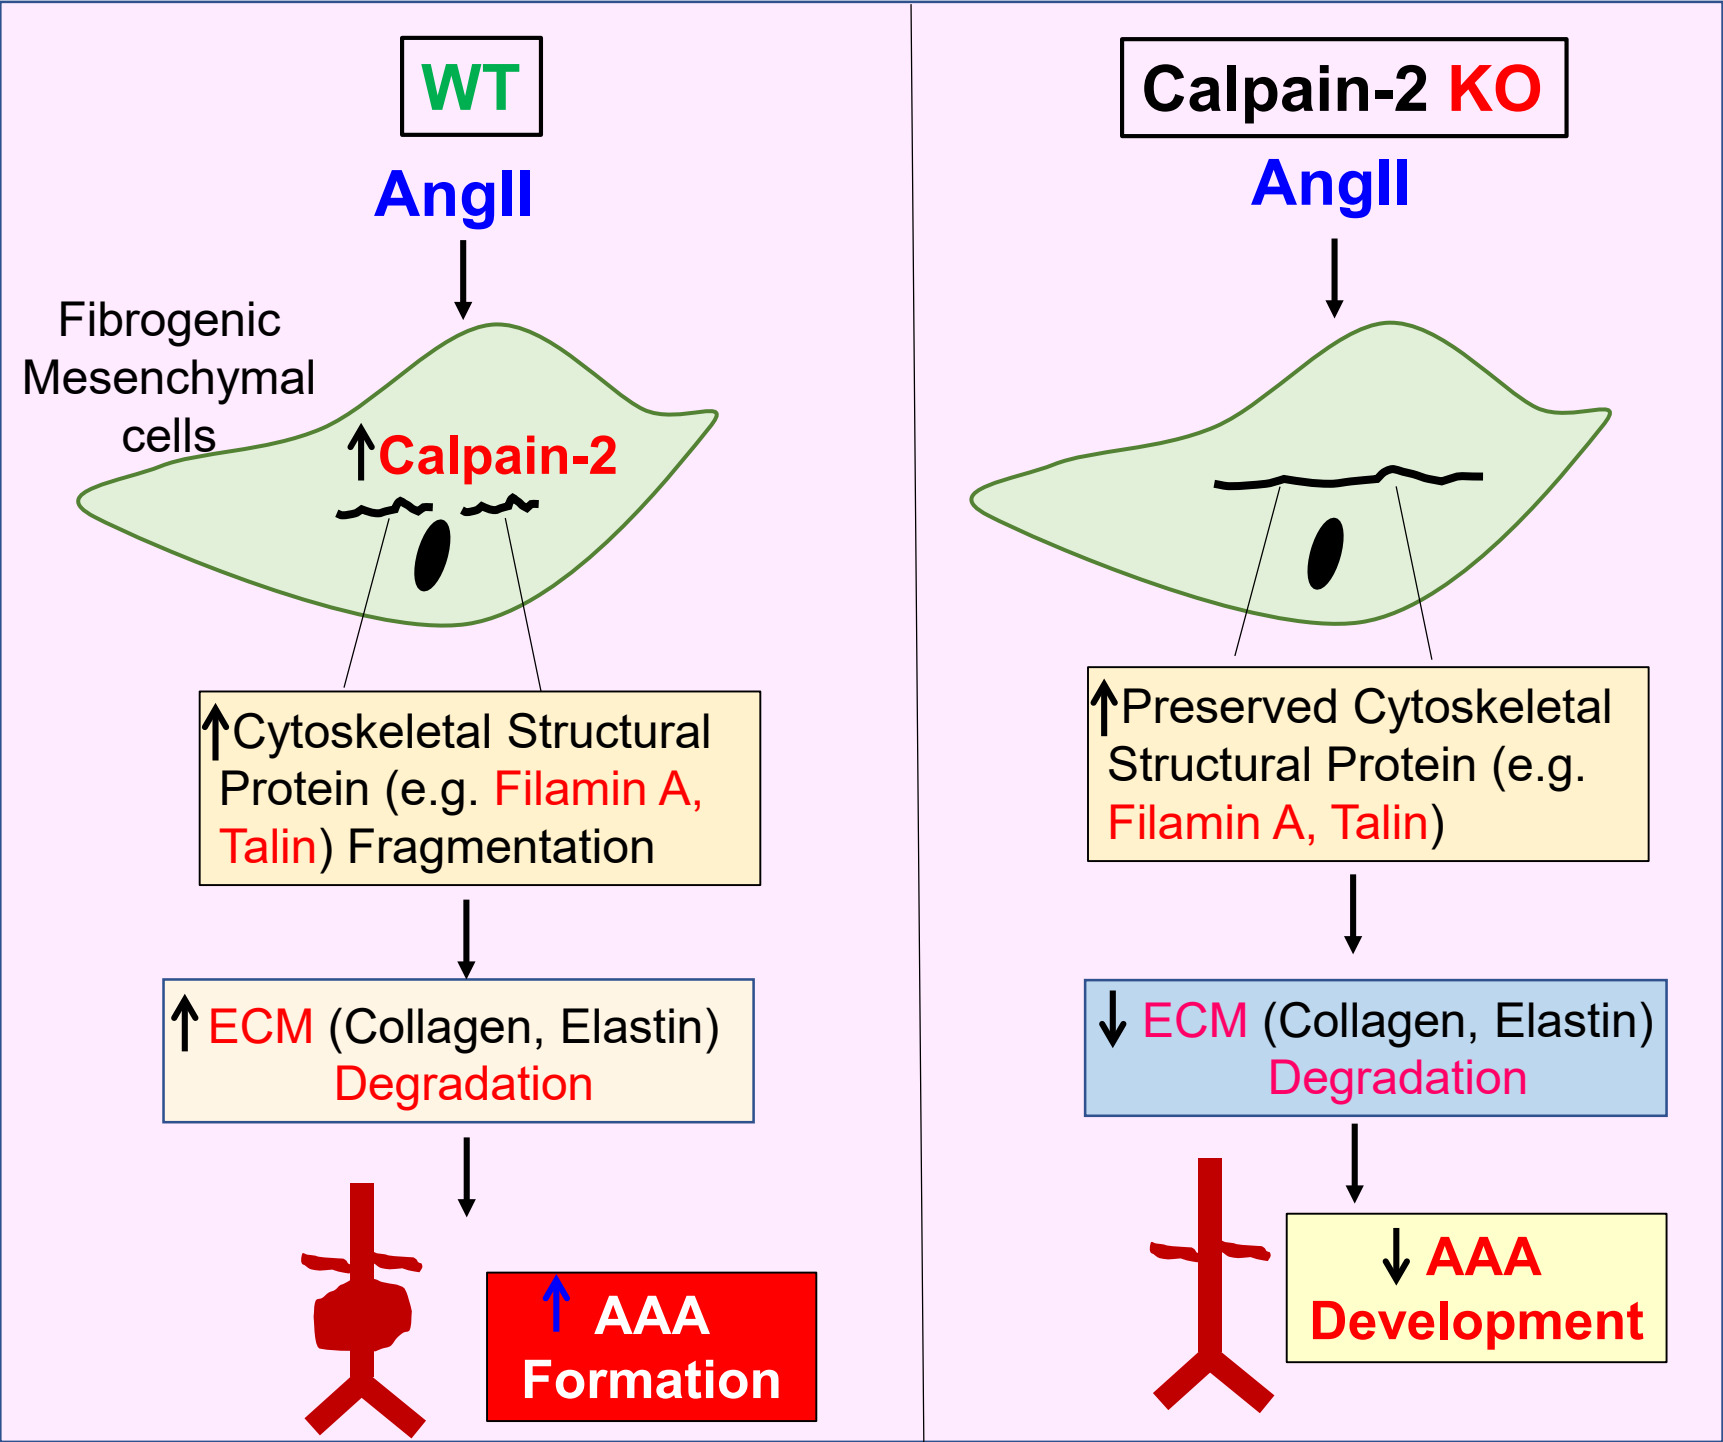 WT
AngII
Fibrogenic
Mesenchymal
cells
↑Calpain-2
↑Cytoskeletal Structural
Protein (e.g. Filamin A,
Talin) Fragmentation
↑ ECM (Collagen, Elastin)
Degradation
↑ AAA
Formation
Calpain-2 KO
AngII
↑Preserved Cytoskeletal
Structural Protein (e.g.
Filamin A, Talin)
↓ ECM (Collagen, Elastin)
Degradation
↓ AAA
Development